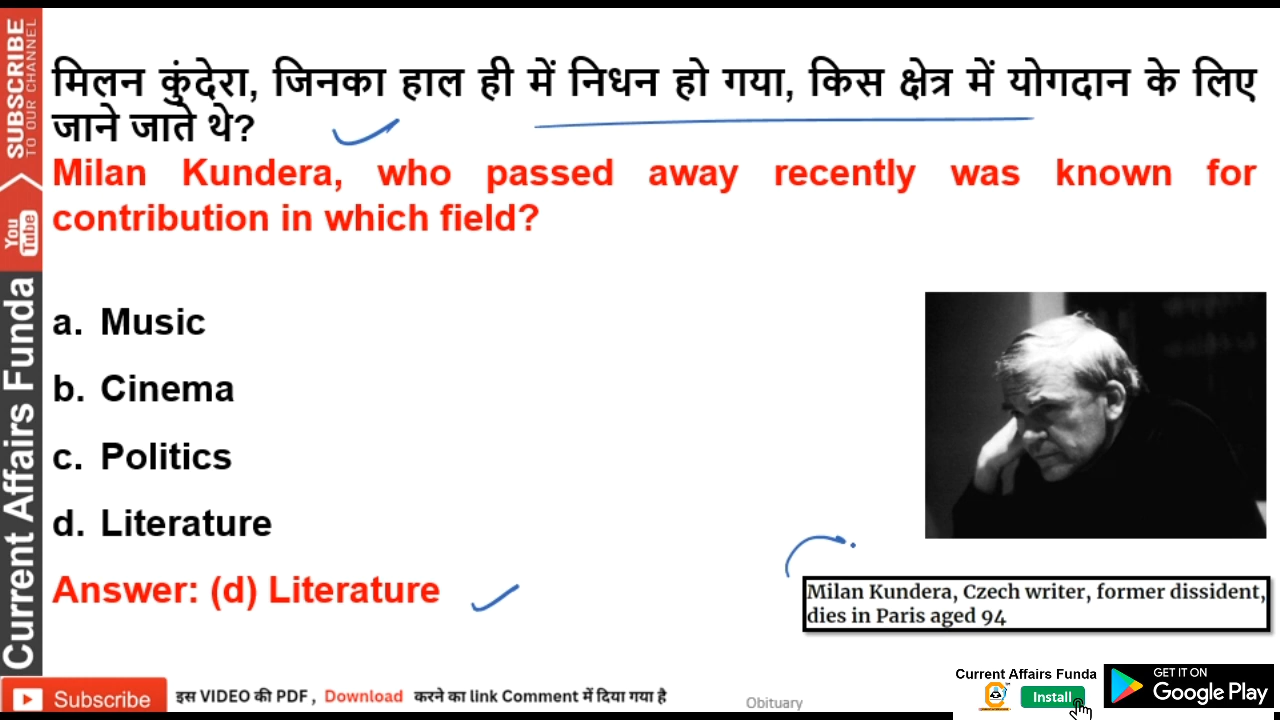 SUBSCRIBE
TO OUR CHANNEL
You
Tube
Current Affairs Funda
मिलन कुंदेरा, जिनका हाल ही में निधन हो गया, किस क्षेत्र में योगदान के लिए
जाने जाते थे?
Milan Kundera, who passed away recently was known for
contribution in which field?
a. Music
b. Cinema
c. Politics
d. Literature
Answer: (d) Literature
Milan Kundera, Czech writer, former dissident,
dies in Paris aged 94
Subscribe
इस VIDEO की PDF , Download करने का link Comment में दिया गया है
Obituary
Current Affairs Funda
Install
GET IT ON
Google Play